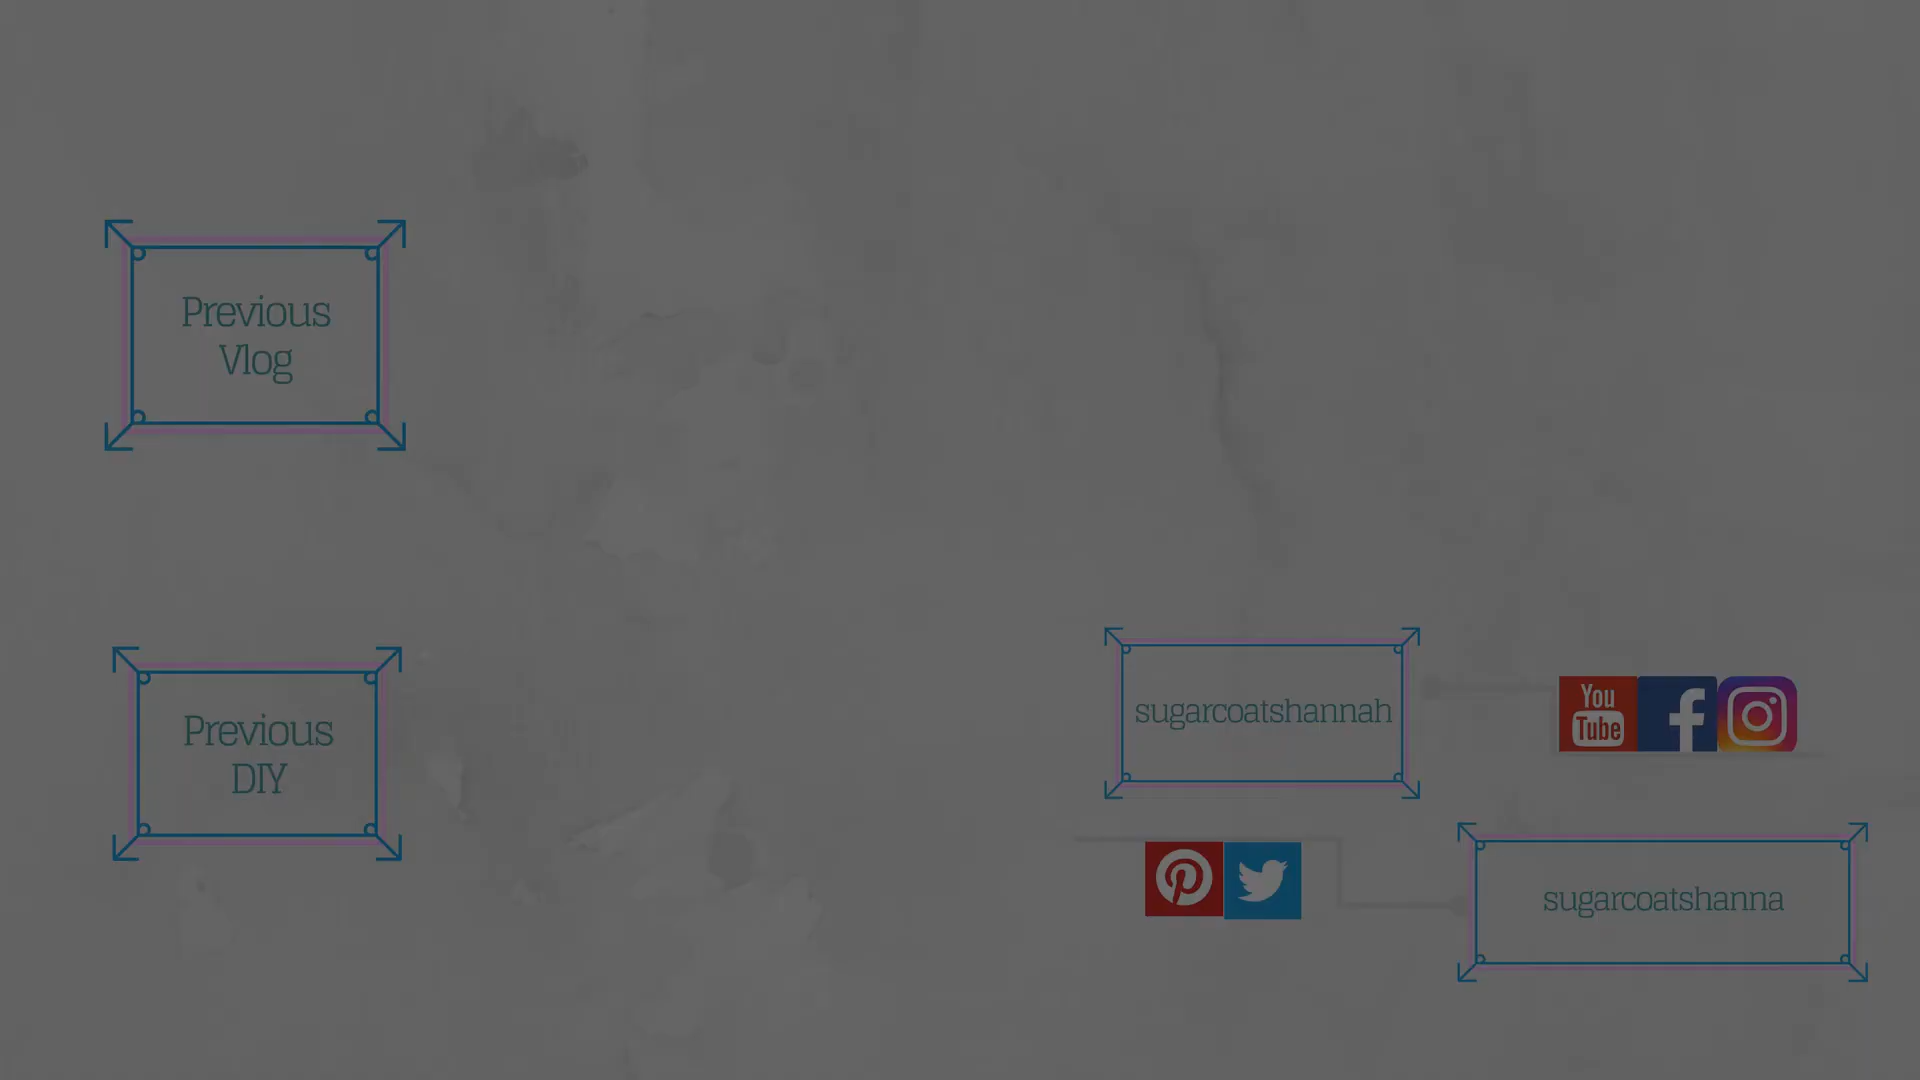 Previous
Vlog
Previous
DIY
sugarcoatshannah
You
Tube
sugarcoatshanna